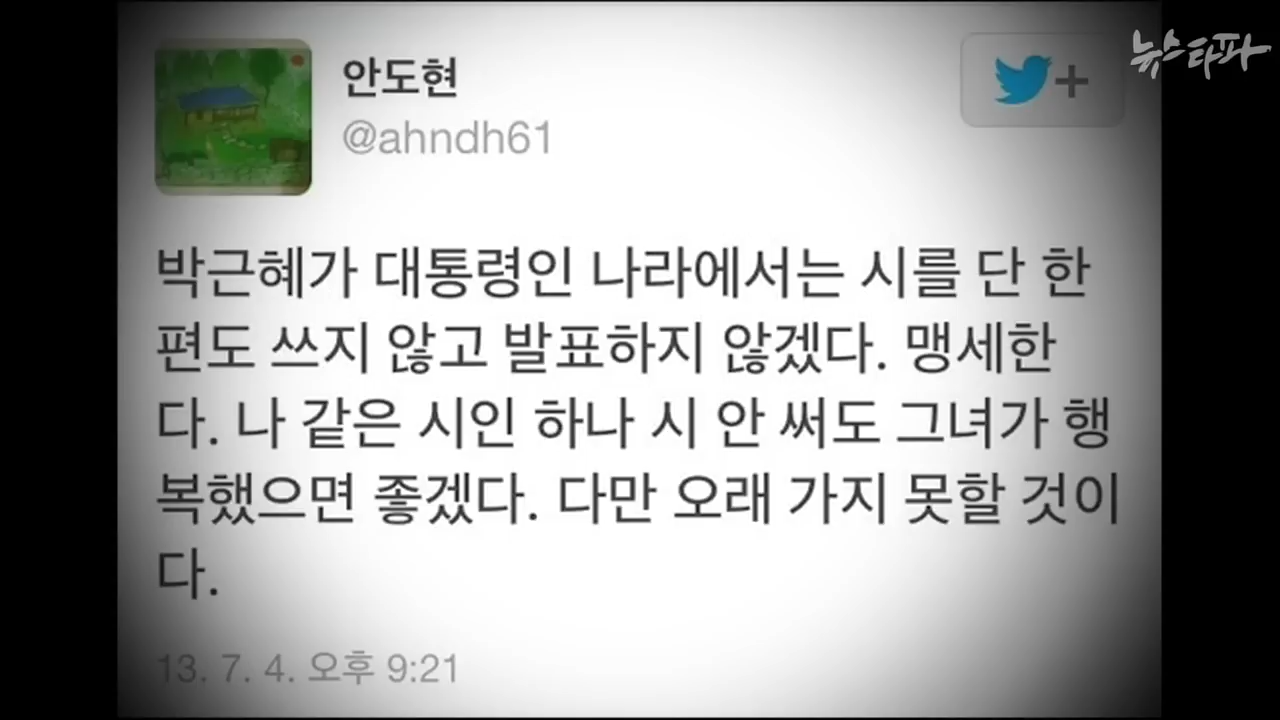 뉴스타파
안도현
@ahndh61
박근혜가 대통령인 나라에서는 시를 단 한
편도 쓰지 않고 발표하지 않겠다. 맹세한
다. 나 같은 시인 하나 시 안 써도 그녀가 행
복했으면 좋겠다. 다만 오래 가지 못할 것이
다.
13. 7. 4. 오후 9:21